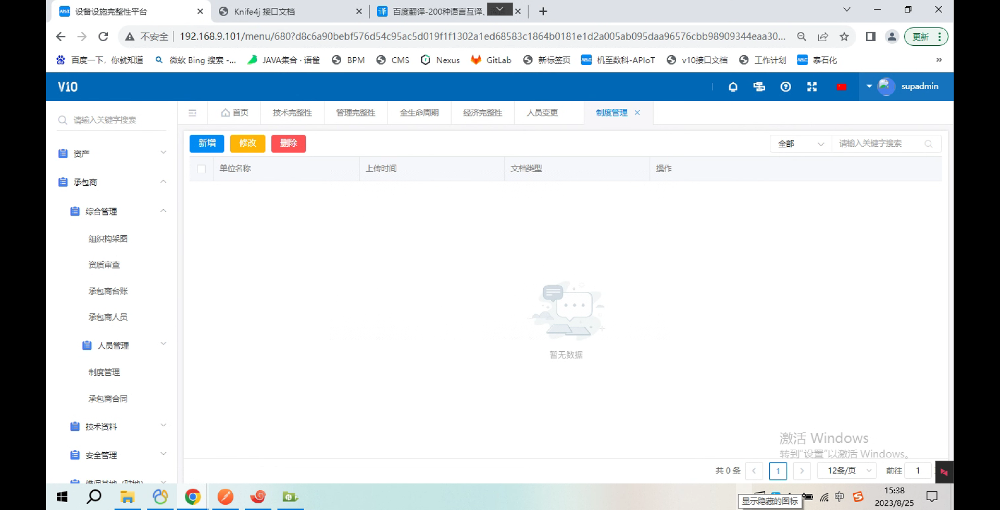 设备设施完整性平台
Knife4j 接口文档
百度翻译-200种语言互译、
不安全
192.168.9.101/menu/680?d8c6a90bebf576d54c95ac5d019f1f1302a1ed68583c1864b0181e1d2a005ab095daa96576cbb98909344eaa30...
更新
百度一下，你就知道
微软 Bing 搜索 -...
JAVA集合 · 语雀
BPM
CMS
Nexus
GitLab
新标签页
机至数科-APIoT
v10接口文档
工作计划
泰石化
V10
supadmin
请输入关键字搜索
首页
技术完整性
管理完整性
全生命周期
经济完整性
人员变更
制度管理
资产
承包商
综合管理
组织构架图
资质审查
承包商台账
承包商人员
人员管理
制度管理
承包商合同
技术资料
安全管理
新增
修改
删除
全部
请输入关键字搜索
单位名称
上传时间
文档类型
操作
暂无数据
激活 Windows
转到“设置”以激活 Windows。
共 0 条
1
12条/页
前往
1
显示隐藏的图标
中
15:38
2023/8/25